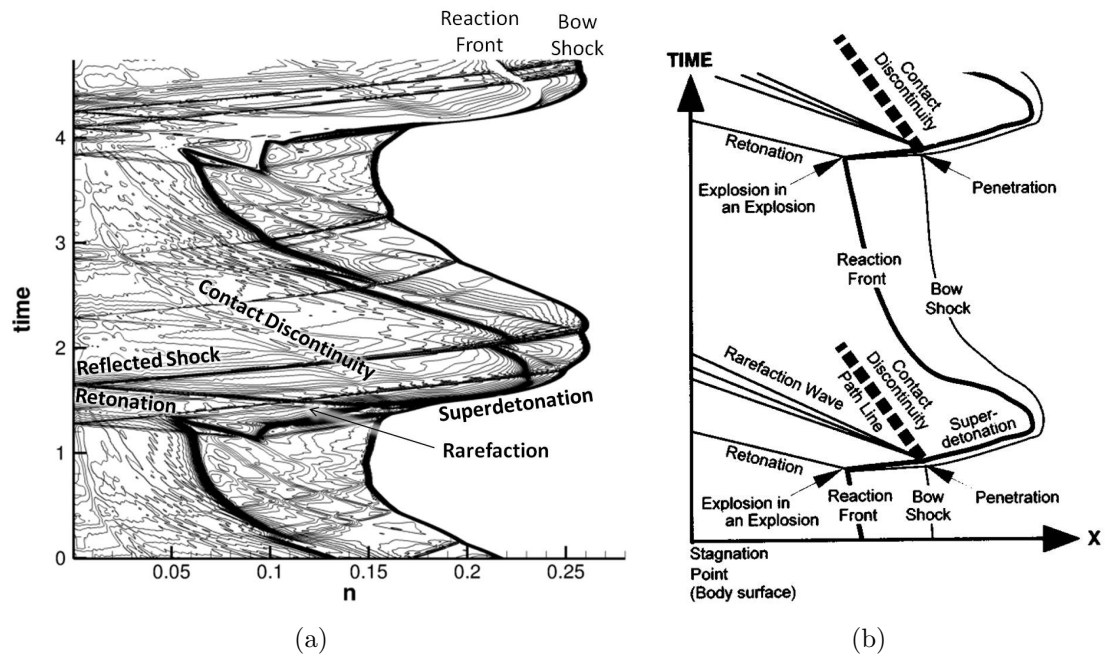 Reaction
Front
Bow
Shock
time
4
3
2
1
0
Contact Discontinuity
Reflected Shock
Retonation
Superdetonation
Rarefaction
0.05
0.1
0.15
0.2
0.25
n
(a)
TIME
Contact
Discontinuity
Retonation
Explosion in
an Explosion
Penetration
Reaction
Front
Bow
Shock
Rarefaction Wave
Contact
Discontinuity
Path Line
Super-
detonation
Retonation
Explosion in
an Explosion
Reaction
Front
Bow
Shock
Penetration
X
Stagnation
Point
(Body surface)
(b)